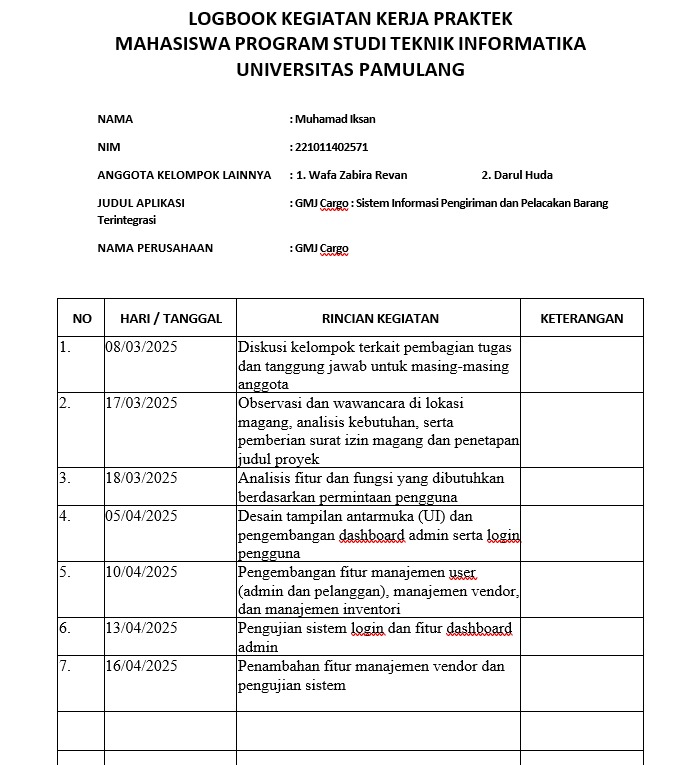 LOGBOOK KEGIATAN KERJA PRAKTEK
MAHASISWA PROGRAM STUDI TEKNIK INFORMATIKA
UNIVERSITAS PAMULANG
NAMA : Muhamad Iksan
NIM : 221011402571
ANGGOTA KELOMPOK LAINNYA : 1. Wafa Zabira Revan 2. Darul Huda
JUDUL APLIKASI : GMJ Cargo : Sistem Informasi Pengiriman dan Pelacakan Barang
Terintegrasi
NAMA PERUSAHAAN : GMJ Cargo
NO HARI / TANGGAL RINCIAN KEGIATAN KETERANGAN
1. 08/03/2025 Diskusi kelompok terkait pembagian tugas
dan tanggung jawab untuk masing-masing
anggota
2. 17/03/2025 Observasi dan wawancara di lokasi
magang, analisis kebutuhan, serta
pemberian surat izin magang dan penetapan
judul proyek
3. 18/03/2025 Analisis fitur dan fungsi yang dibutuhkan
berdasarkan permintaan pengguna
4. 05/04/2025 Desain tampilan antarmuka (UI) dan
pengembangan dashboard admin serta login
pengguna
5. 10/04/2025 Pengembangan fitur manajemen user
(admin dan pelanggan), manajemen vendor,
dan manajemen inventori
6. 13/04/2025 Pengujian sistem login dan fitur dashboard
admin
7. 16/04/2025 Penambahan fitur manajemen vendor dan
pengujian sistem